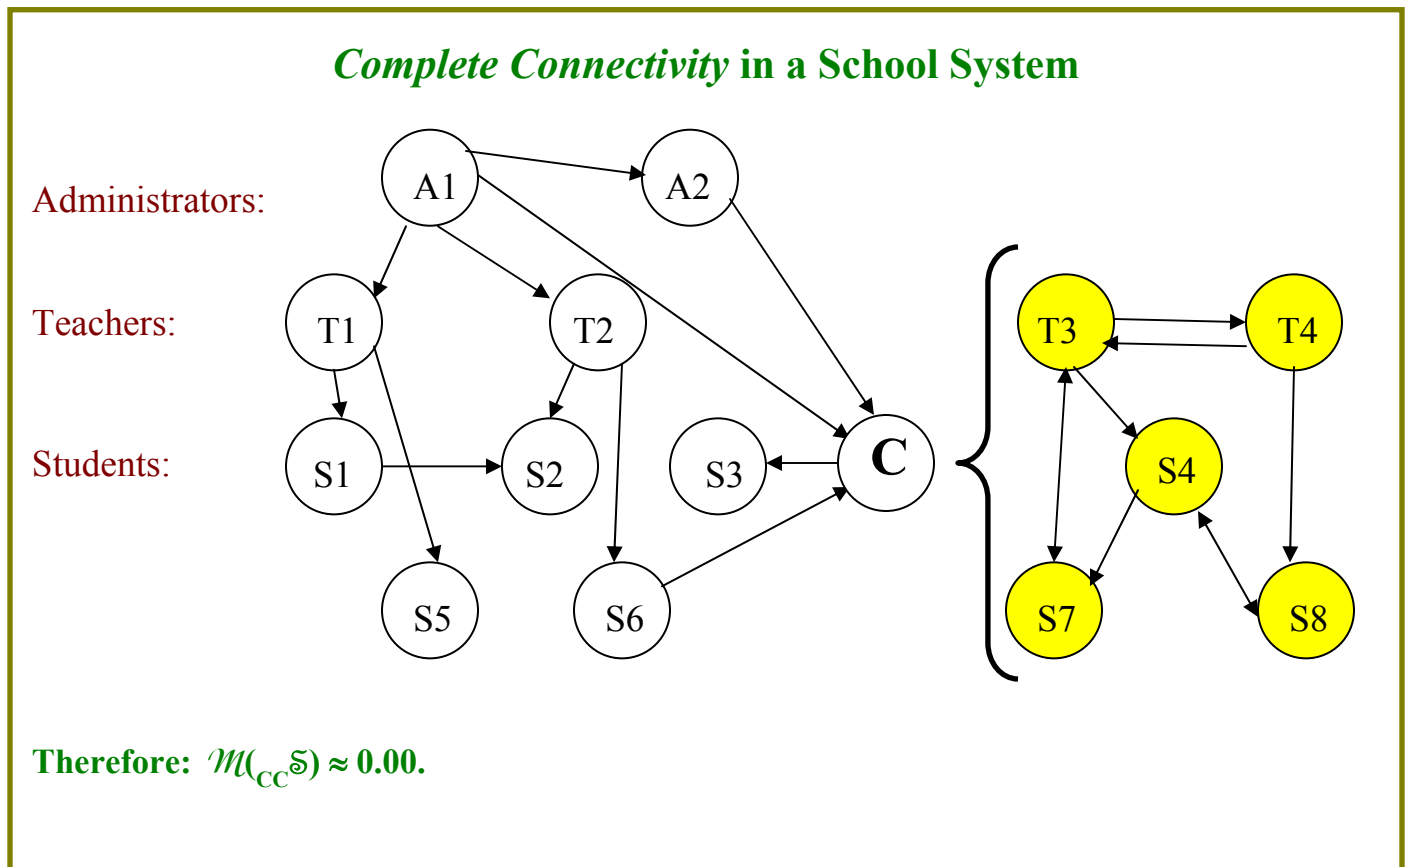 Complete Connectivity in a School System
Administrators:
A1
A2
Teachers:
T1
T2
T3
T4
Students:
S1
S2
S3
C
S4
S5
S6
S7
S8
Therefore: ℳ(CC𝕊) ≈ 0.00.